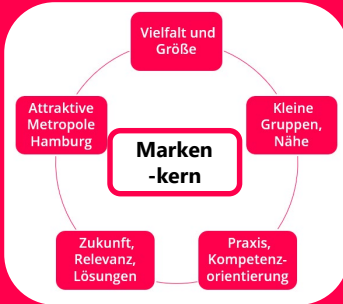 Vielfalt und
Größe
Kleine
Gruppen,
Nähe
Praxis,
Kompetenz-
orientierung
Zukunft,
Relevanz,
Lösungen
Attraktive
Metropole
Hamburg
Marken
-kern